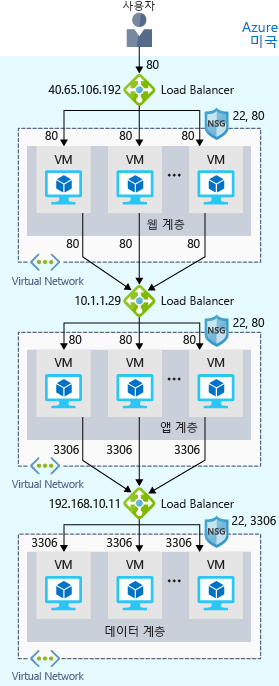 사용자
Azure
미국
80
40.65.106.192 Load Balancer
NSG 22, 80
80 80 80
VM VM VM
웹 계층
80 80 80
Virtual Network
10.1.1.29 Load Balancer
NSG 22, 80
80 80 80
VM VM VM
앱 계층
3306 3306 3306
Virtual Network
192.168.10.11 Load Balancer
NSG 22, 3306
3306 3306 3306
VM VM VM
데이터 계층
Virtual Network